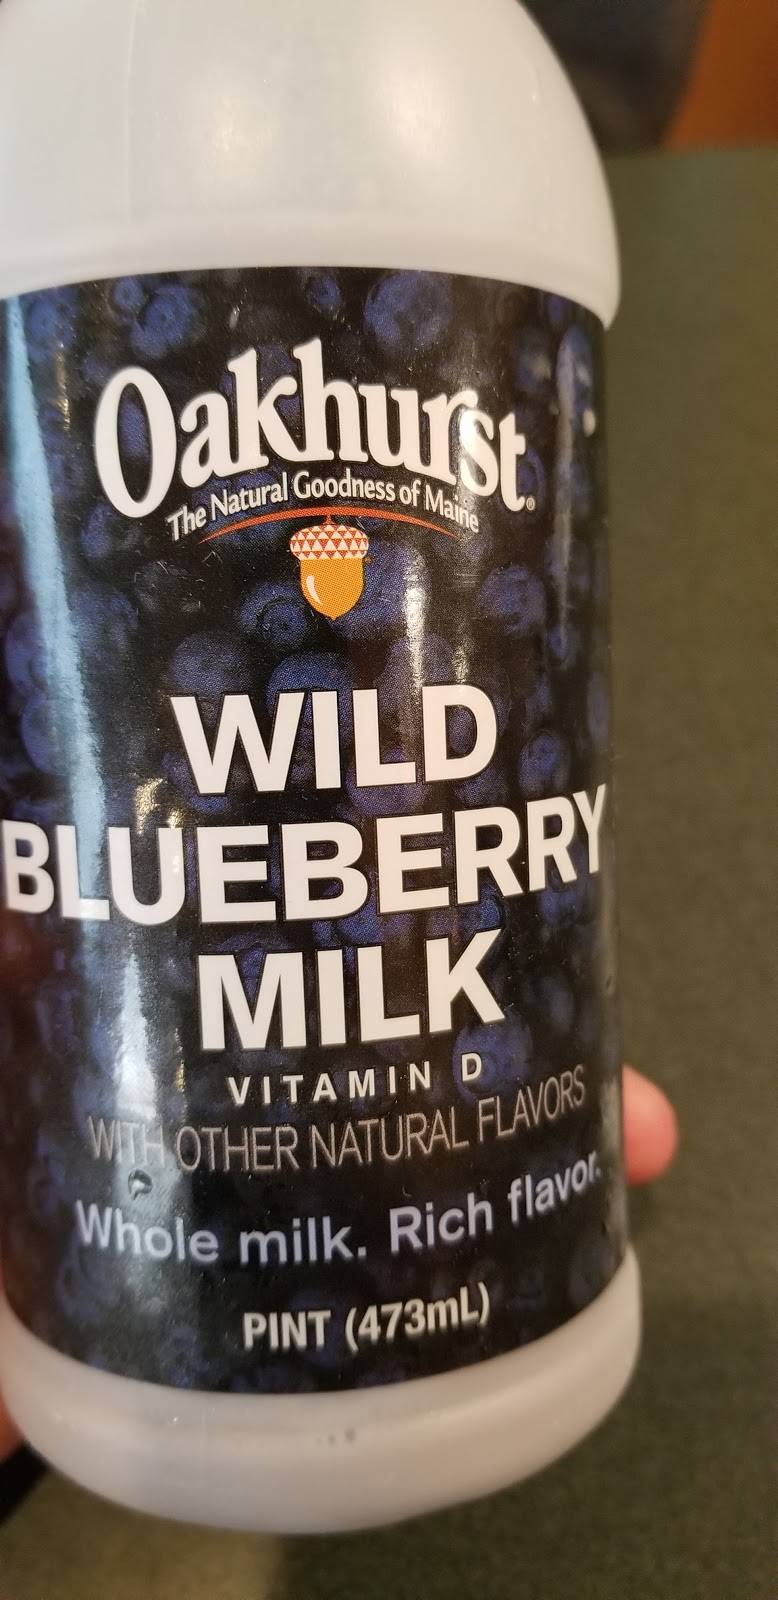 Oakhurst®
The Natural Goodness of Maine
WILD
BLUEBERRY
MILK
VITAMIN D
WITH OTHER NATURAL FLAVORS
Whole milk. Rich flavor.
PINT (473mL)